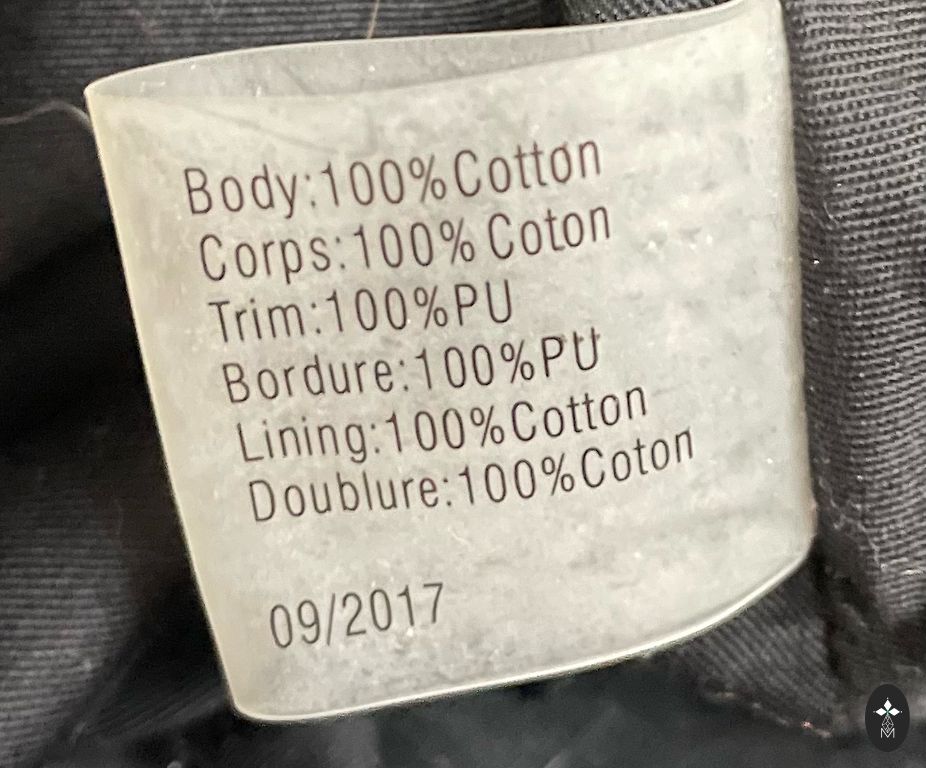 Body:100%Cotton
Corps:100% Coton
Trim:100%PU
Bordure:100%PU
Lining:100%Cotton
Doublure:100%Coton
09/2017
M